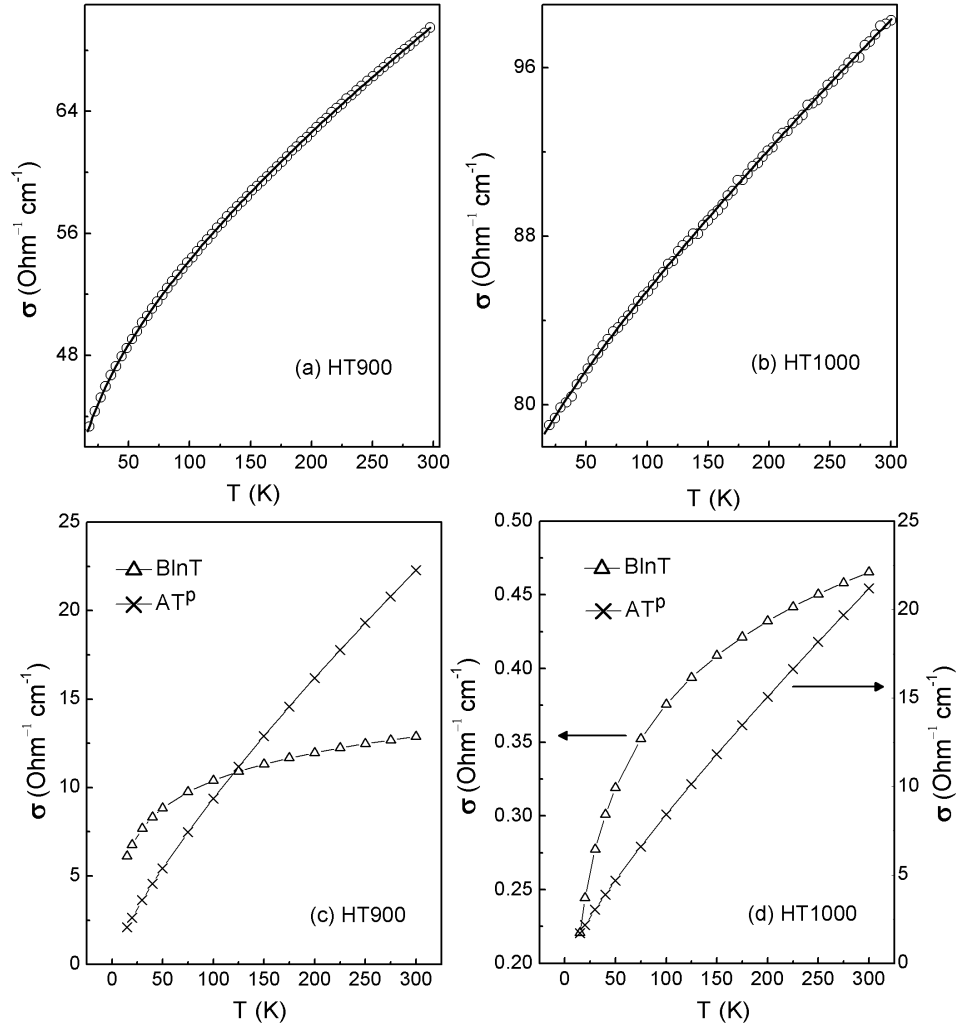 64
56
48
σ (Ohm⁻¹ cm⁻¹)
(a) HT900
50 100 150 200 250 300
T (K)
96
88
80
σ (Ohm⁻¹ cm⁻¹)
(b) HT1000
50 100 150 200 250 300
T (K)
25
20
15
10
5
0
σ (Ohm⁻¹ cm⁻¹)
BlnT
ATᵖ
(c) HT900
0 50 100 150 200 250 300
T (K)
0.50
0.45
0.40
0.35
0.30
0.25
0.20
σ (Ohm⁻¹ cm⁻¹)
BlnT
ATᵖ
(d) HT1000
25
20
15
10
5
0
σ (Ohm⁻¹ cm⁻¹)
0 50 100 150 200 250 300
T (K)